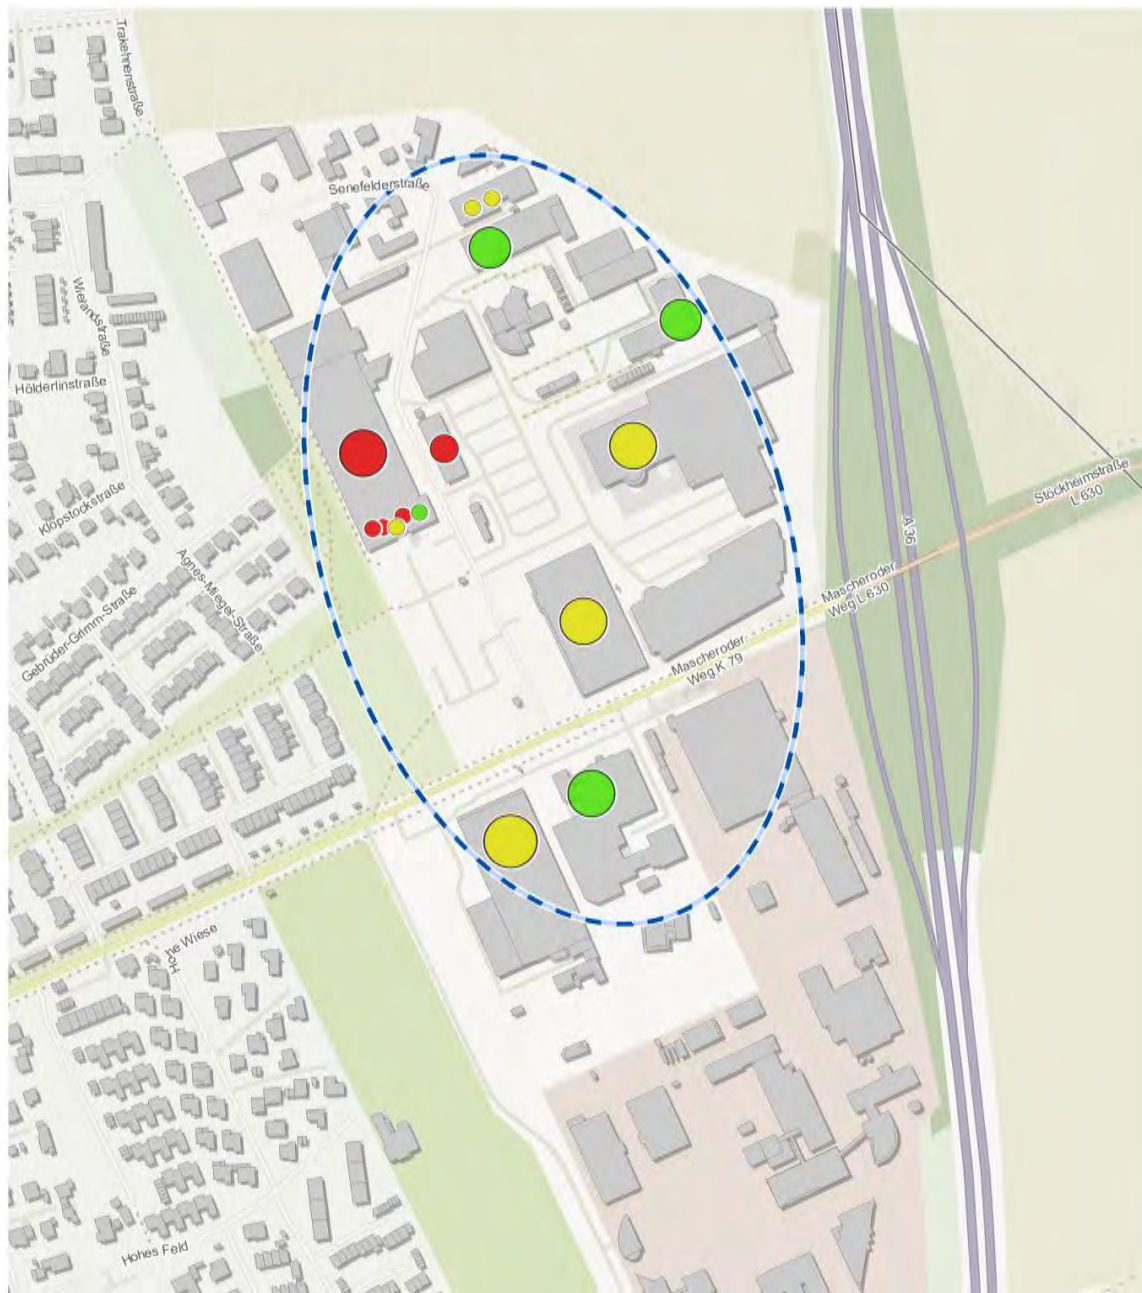 Trakehnenstraße
Senefelderstraße
Wielandstraße
Hölderlinstraße
Klopstockstraße
Agnes-Miegel-Straße
Gebrüder-Grimm-Straße
Stöckheimstraße
L 630
A 36
Mascheroder
Weg L 630
Mascheroder
Weg K 79
Hohe Wiese
Hohes Feld